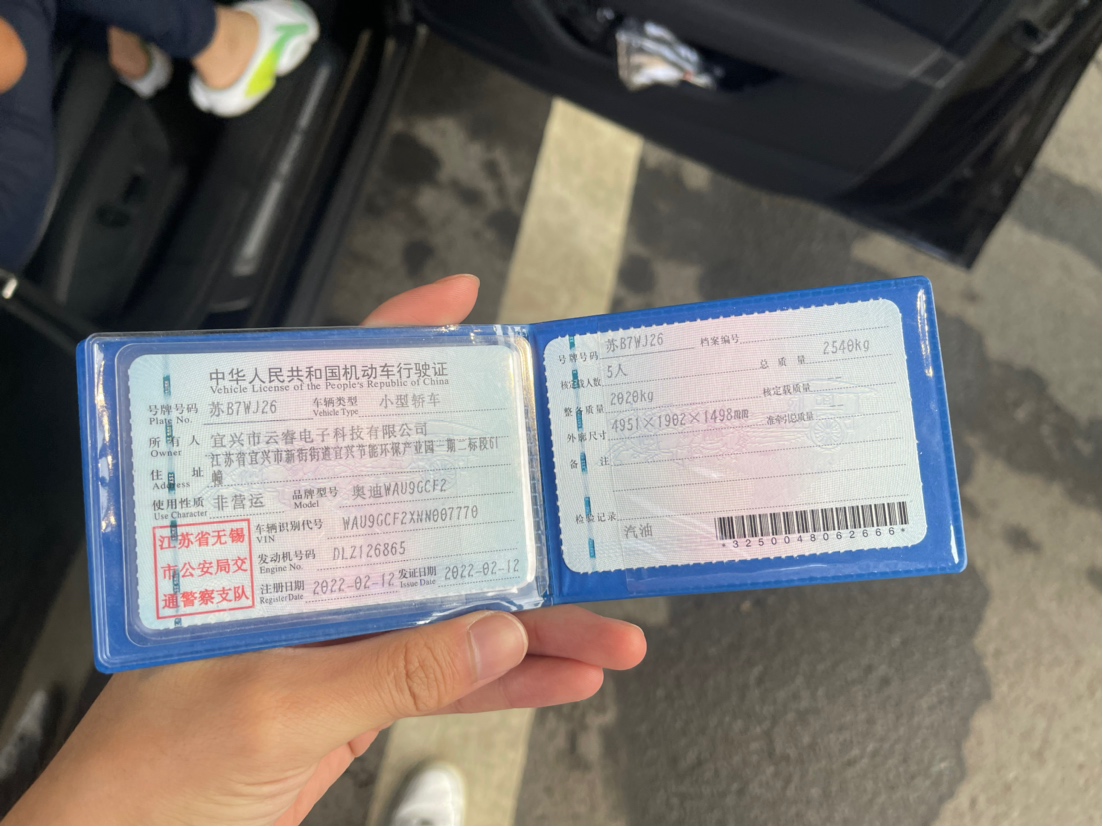 中华人民共和国机动车行驶证
Vehicle License of the People's Republic of China
号牌号码 苏B7WJ26 车辆类型 小型轿车
Plate No. Vehicle Type
所有人 宜兴市云睿电子科技有限公司
Owner
住址 江苏省宜兴市新街街道宜兴节能环保产业园一期二标段61
Address 幢
使用性质 非营运 品牌型号 奥迪WAU9GCF2
Use Character Model
江苏省无锡
市公安局交
通警察支队
车辆识别代号 WAU9GCF2XNN007770
VIN
发动机号码 DLZ126865
Engine No.
注册日期 2022-02-12 发证日期 2022-02-12
Register Date Issue Date
号牌号码 苏B7WJ26 档案编号
核定载人数 5人 总质量 2540kg
整备质量 2020kg 核定载质量 --
外廓尺寸 4951×1902×1498mm 准牵引总质量 --
备注
检验记录
汽油
*3250048062666*